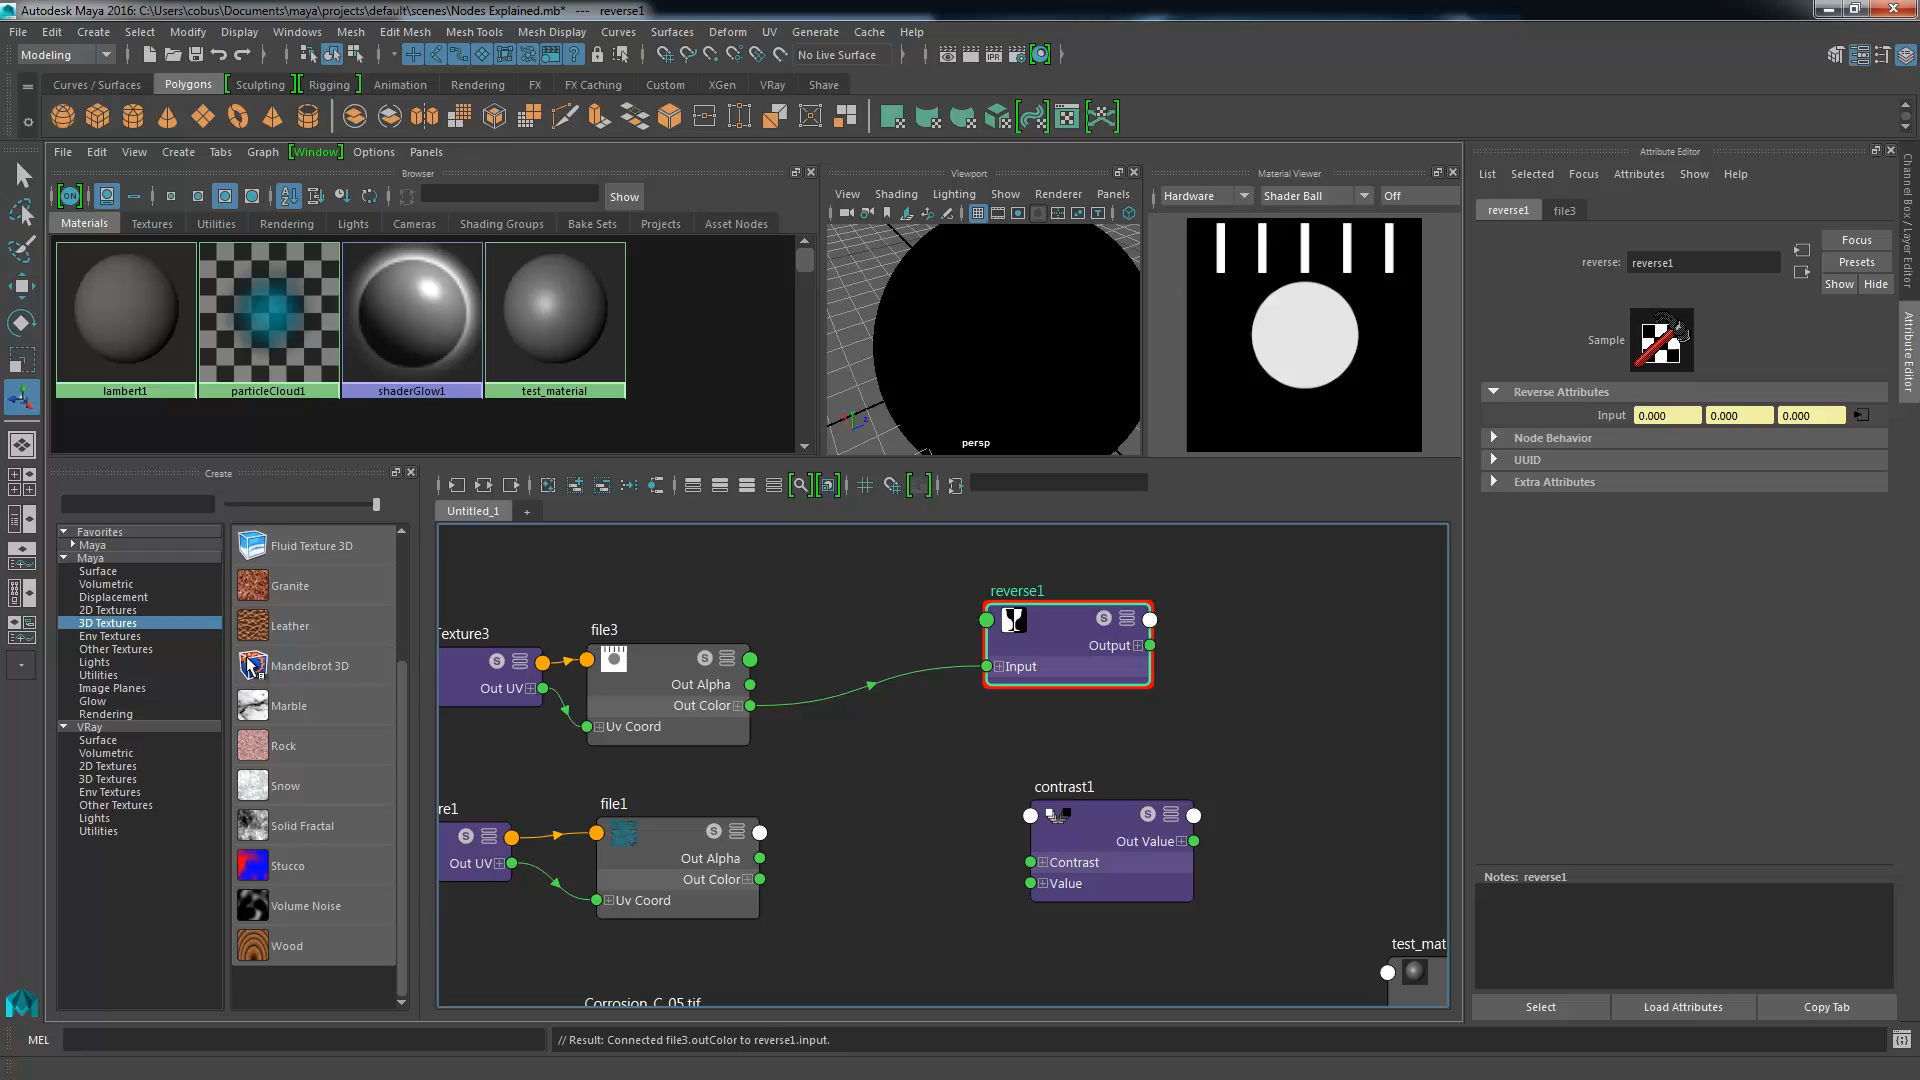 Autodesk Maya 2016: C:\Users\cobus\Documents\maya\projects\default\scenes\Nodes Explained.mb*  ---  reverse1
File Edit Create Select Modify Display Windows Mesh Edit Mesh Mesh Tools Mesh Display Curves Surfaces Deform UV Generate Cache Help
Modeling No Live Surface
Curves / Surfaces Polygons Sculpting Rigging Animation Rendering FX FX Caching Custom XGen VRay Shave
File Edit View Create Tabs Graph Window Options Panels
Browser
ON Show
Materials Textures Utilities Rendering Lights Cameras Shading Groups Bake Sets Projects Asset Nodes
lambert1 particleCloud1 shaderGlow1 test_material
Viewport
View Shading Lighting Show Renderer Panels
persp
Material Viewer
Hardware Shader Ball Off
Attribute Editor
List Selected Focus Attributes Show Help
reverse1 file3
reverse: reverse1
Focus
Presets
Show Hide
Sample
Reverse Attributes
Input 0.000 0.000 0.000
Node Behavior
UUID
Extra Attributes
Notes: reverse1
Select Load Attributes Copy Tab
Channel Box / Layer Editor
Attribute Editor
Create
Favorites
Maya
Maya
Surface
Volumetric
Displacement
2D Textures
3D Textures
Env Textures
Other Textures
Lights
Utilities
Image Planes
Glow
Rendering
VRay
Surface
Volumetric
2D Textures
3D Textures
Env Textures
Other Textures
Lights
Utilities
Fluid Texture 3D
Granite
Leather
Mandelbrot 3D
Marble
Rock
Snow
Solid Fractal
Stucco
Volume Noise
Wood
Untitled_1 +
Texture3
S
Out UV
file3
S
Out Alpha
Out Color
Uv Coord
reverse1
S
Output
Input
re1
S
Out UV
file1
S
Out Alpha
Out Color
Uv Coord
contrast1
S
Out Value
Contrast
Value
test_mat
Corrosion_C_05.tif
MEL // Result: Connected file3.outColor to reverse1.input.